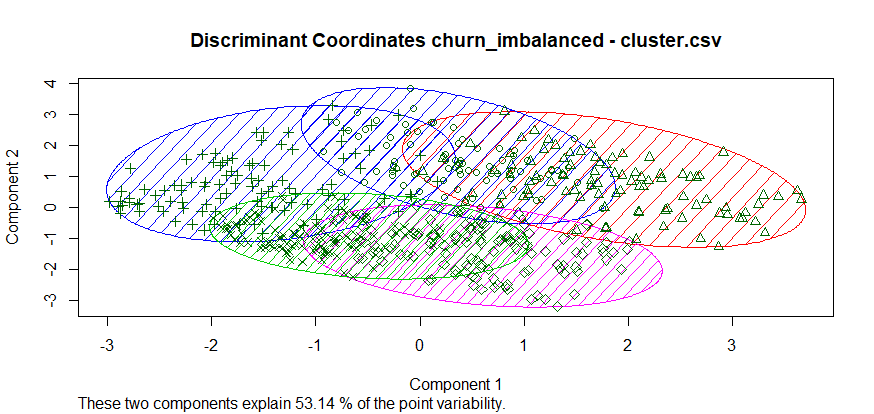 Discriminant Coordinates churn_imbalanced - cluster.csv
Component 2
4
3
2
1
0
-1
-2
-3
-3 -2 -1 0 1 2 3
Component 1
These two components explain 53.14 % of the point variability.